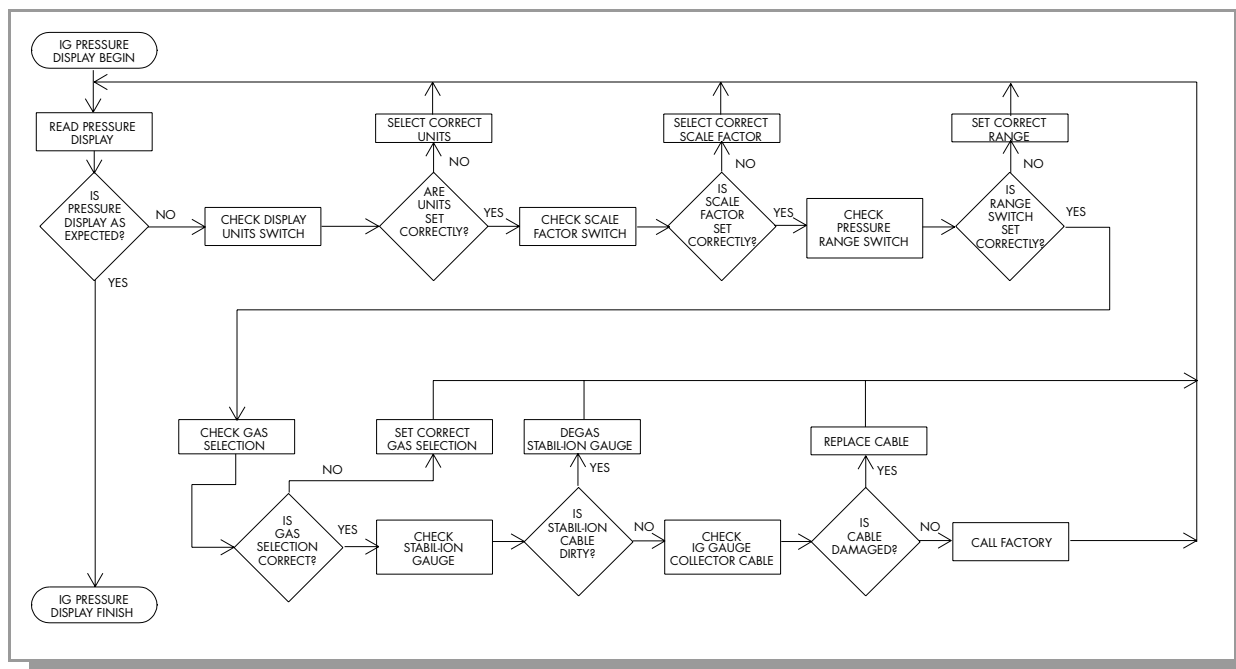 IG PRESSURE
DISPLAY BEGIN
READ PRESSURE
DISPLAY
IS
PRESSURE
DISPLAY AS
EXPECTED?
NO
YES
CHECK DISPLAY
UNITS SWITCH
SELECT CORRECT
UNITS
NO
ARE
UNITS
SET
CORRECTLY?
YES
CHECK SCALE
FACTOR SWITCH
SELECT CORRECT
SCALE FACTOR
NO
IS
SCALE
FACTOR
SET
CORRECTLY?
YES
CHECK
PRESSURE
RANGE SWITCH
SET CORRECT
RANGE
NO
IS
RANGE
SWITCH
SET
CORRECTLY?
YES
CHECK GAS
SELECTION
NO
IS
GAS
SELECTION
CORRECT?
YES
SET CORRECT
GAS SELECTION
CHECK
STABIL-ION
GAUGE
DEGAS
STABIL-ION GAUGE
YES
IS
STABIL-ION
CABLE
DIRTY?
NO
CHECK
IG GAUGE
COLLECTOR CABLE
REPLACE CABLE
YES
IS
CABLE
DAMAGED?
NO
CALL FACTORY
IG PRESSURE
DISPLAY FINISH